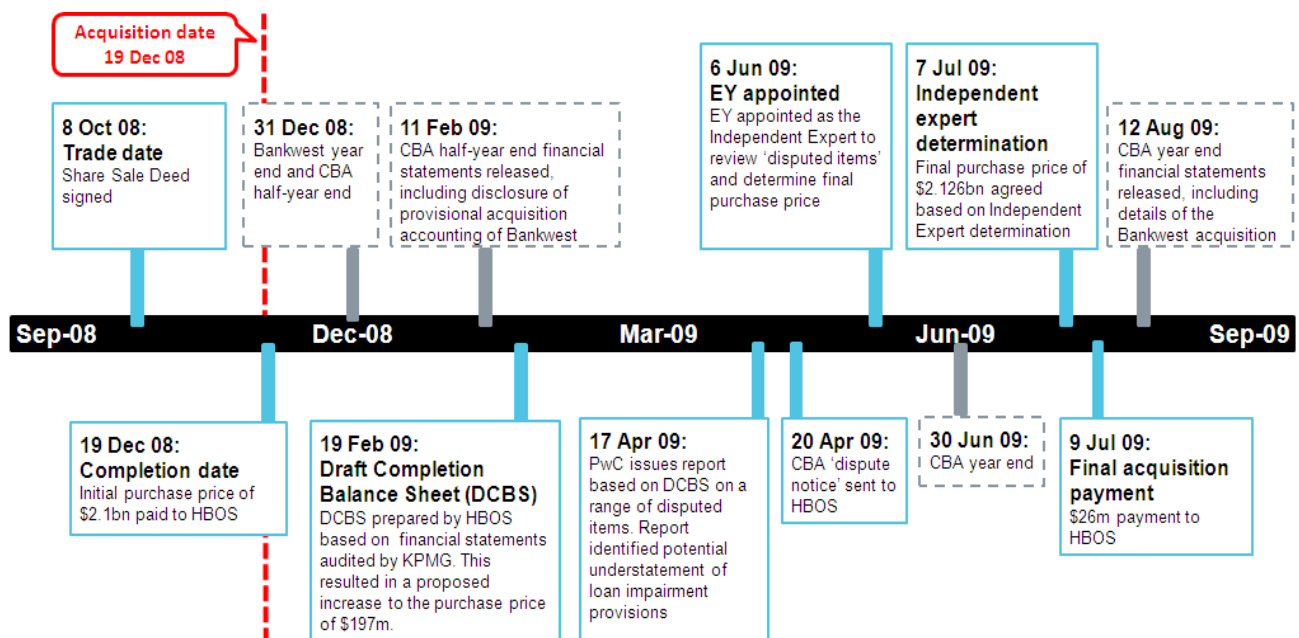 Acquisition date
19 Dec 08
8 Oct 08:
Trade date
Share Sale Deed
signed
31 Dec 08:
Bankwest year
end and CBA
half-year end
11 Feb 09:
CBA half-year end financial
statements released,
including disclosure of
provisional acquisition
accounting of Bankwest
6 Jun 09:
EY appointed
EY appointed as the
Independent Expert to
review ‘disputed items’
and determine final
purchase price
7 Jul 09:
Independent
expert
determination
Final purchase price of
$2.126bn agreed
based on Independent
Expert determination
12 Aug 09:
CBA year end
financial statements
released, including
details of the
Bankwest acquisition
Sep-08 Dec-08 Mar-09 Jun-09 Sep-09
19 Dec 08:
Completion date
Initial purchase price of
$2.1bn paid to HBOS
19 Feb 09:
Draft Completion
Balance Sheet (DCBS)
DCBS prepared by HBOS
based on financial statements
audited by KPMG. This
resulted in a proposed
increase to the purchase price
of $197m.
17 Apr 09:
PwC issues report
based on DCBS on a
range of disputed
items. Report
identified potential
understatement of
loan impairment
provisions
20 Apr 09:
CBA ‘dispute
notice’ sent to
HBOS
30 Jun 09:
CBA year end
9 Jul 09:
Final acquisition
payment
$26m payment to
HBOS